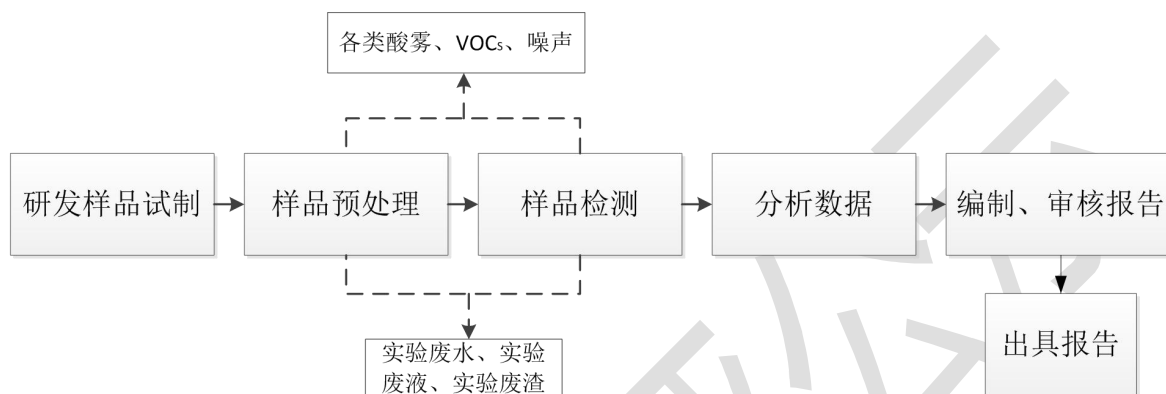 各类酸雾、VOCs、噪声
研发样品试制
样品预处理
样品检测
分析数据
编制、审核报告
实验废水、实验
废液、实验废渣
出具报告